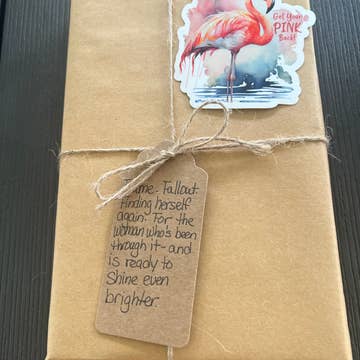 Get Your
PINK
Back!
Flame. Fallout.
Finding herself
again. For the
woman who's been
through it - and
is ready to
Shine even
brighter.